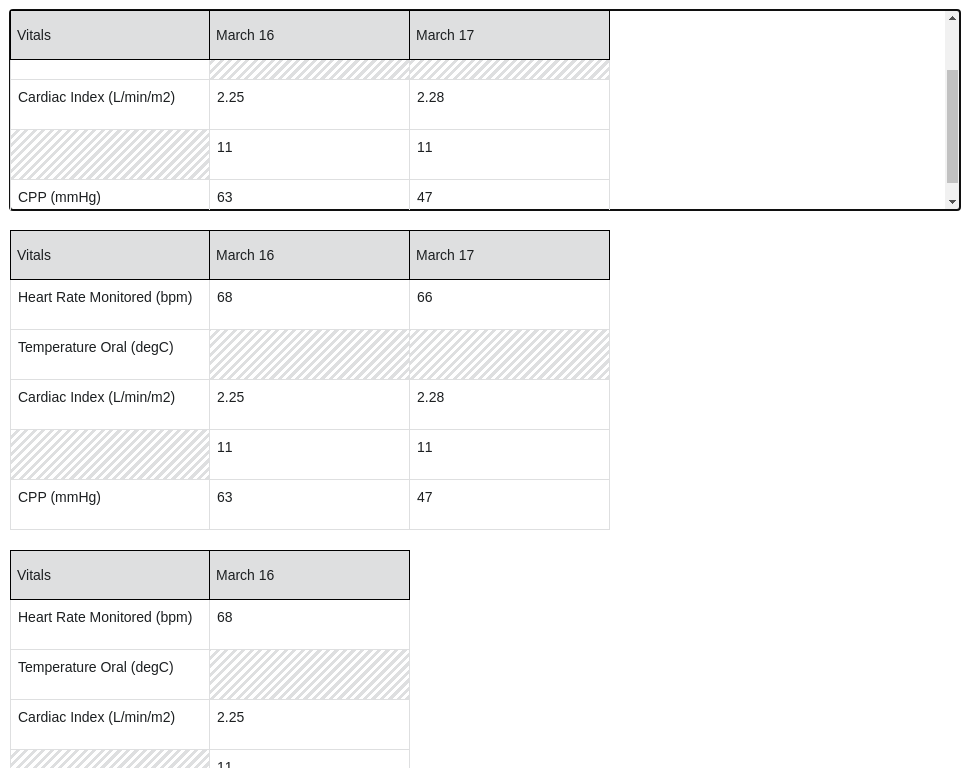 Vitals March 16 March 17
Cardiac Index (L/min/m2) 2.25 2.28
11 11
CPP (mmHg) 63 47
Vitals March 16 March 17
Heart Rate Monitored (bpm) 68 66
Temperature Oral (degC)
Cardiac Index (L/min/m2) 2.25 2.28
11 11
CPP (mmHg) 63 47
Vitals March 16
Heart Rate Monitored (bpm) 68
Temperature Oral (degC)
Cardiac Index (L/min/m2) 2.25
11